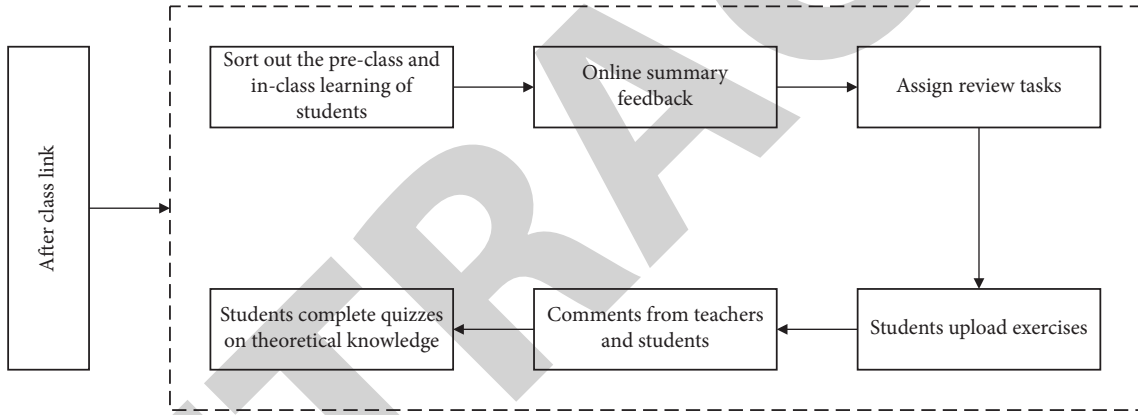 After class link
Sort out the pre-class and
in-class learning of
students
Online summary
feedback
Assign review tasks
Students upload exercises
Comments from teachers
and students
Students complete quizzes
on theoretical knowledge
TRAC